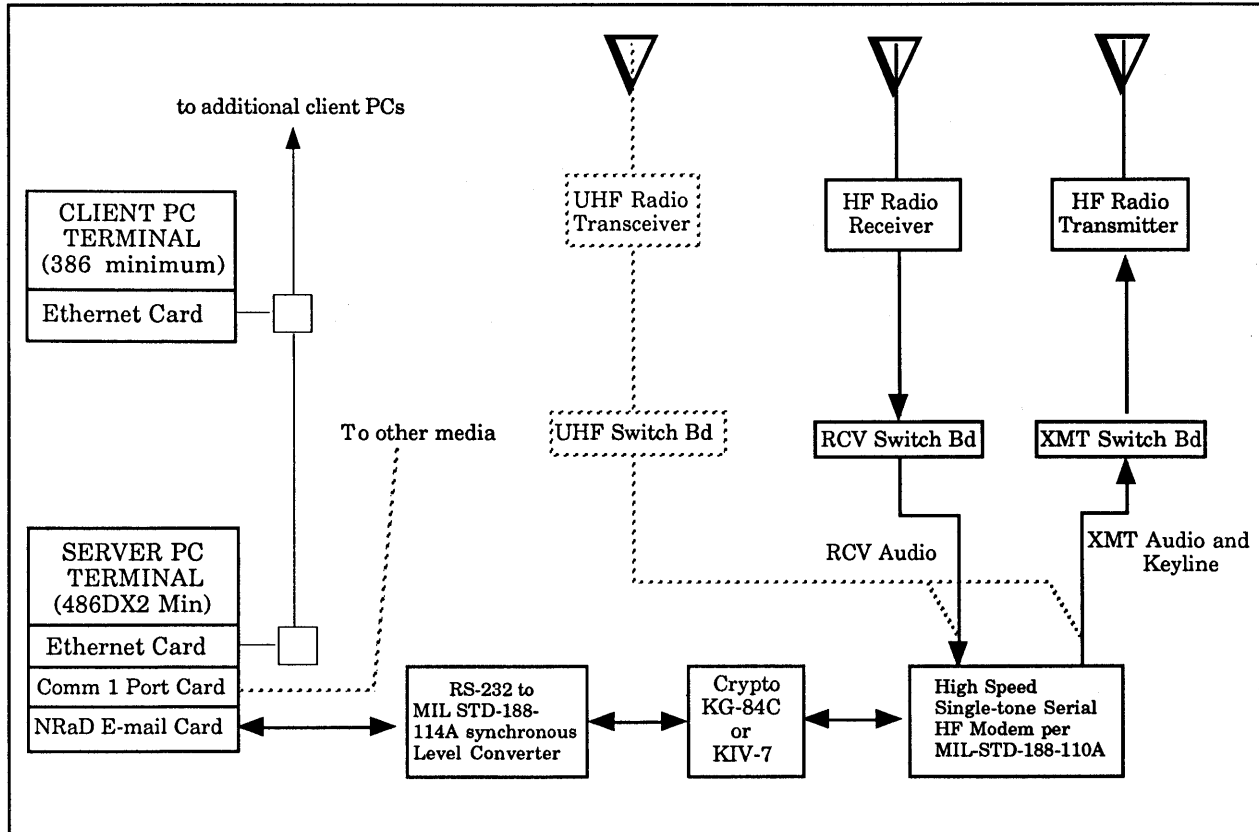 to additional client PCs
CLIENT PC
TERMINAL
(386 minimum)
Ethernet Card
UHF Radio
Transceiver
HF Radio
Receiver
HF Radio
Transmitter
To other media
UHF Switch Bd
RCV Switch Bd
XMT Switch Bd
RCV Audio
XMT Audio and
Keyline
SERVER PC
TERMINAL
(486DX2 Min)
Ethernet Card
Comm 1 Port Card
NRaD E-mail Card
RS-232 to
MIL STD-188-
114A synchronous
Level Converter
Crypto
KG-84C
or
KIV-7
High Speed
Single-tone Serial
HF Modem per
MIL-STD-188-110A